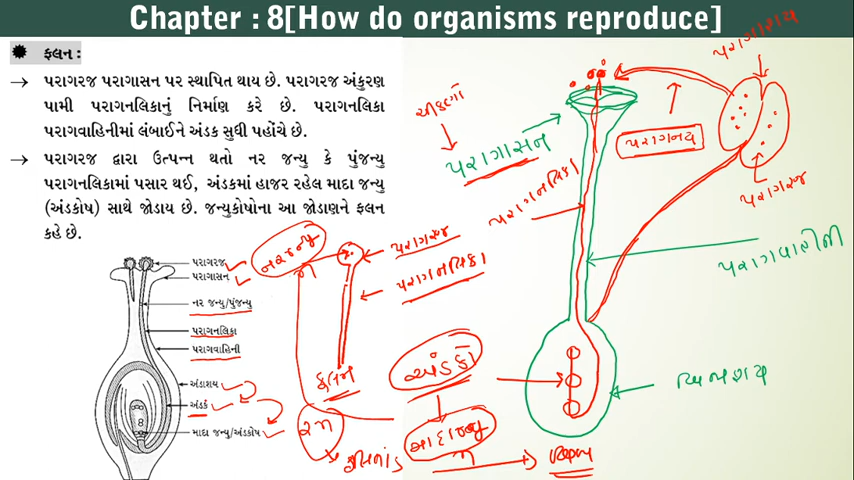 Chapter : 8[How do organisms reproduce]
ફલન :
→ પરાગરજ પરાગાસન પર સ્થાપિત થાય છે. પરાગરજ અંકુરણ
પામી પરાગનલિકાનું નિર્માણ કરે છે. પરાગનલિકા
પરાગવાહિનીમાં લંબાઈને અંડક સુધી પહોંચે છે.
→ પરાગરજ દ્વારા ઉત્પન્ન થતો નર જન્યુ કે પુંજન્યુ
પરાગનલિકામાં પસાર થઈ, અંડકમાં હાજર રહેલ માદા જન્યુ
(અંડકોષ) સાથે જોડાય છે. જન્યુકોષોના આ જોડાણને ફલન
કહે છે.
પરાગરજ
પરાગાસન
નર જન્યુ/પુંજન્યુ
પરાગનલિકા
પરાગવાહિની
અંડાશય
અંડક
માદા જન્યુ/અંડકોષ
નરજન્યુ
n
પરાગરજ
પરાગનલિકા
ફલન
2n
અંડકો
n
પરાગાશય
પરાગનયન
પરાગરજ
પરાગાસન
પરાગનલિકા
પરાગવાહીની